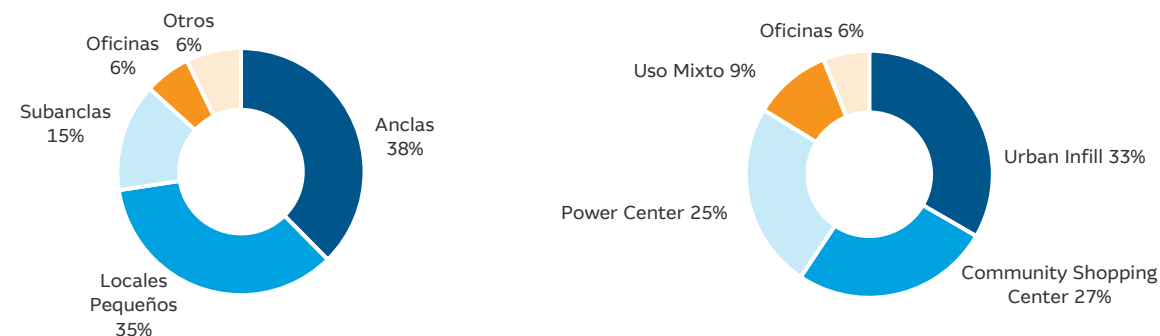 Otros
6%
Oficinas
6%
Subanclas
15%
Anclas
38%
Locales
Pequeños
35%
Oficinas 6%
Uso Mixto 9%
Urban Infill 33%
Power Center 25%
Community Shopping
Center 27%